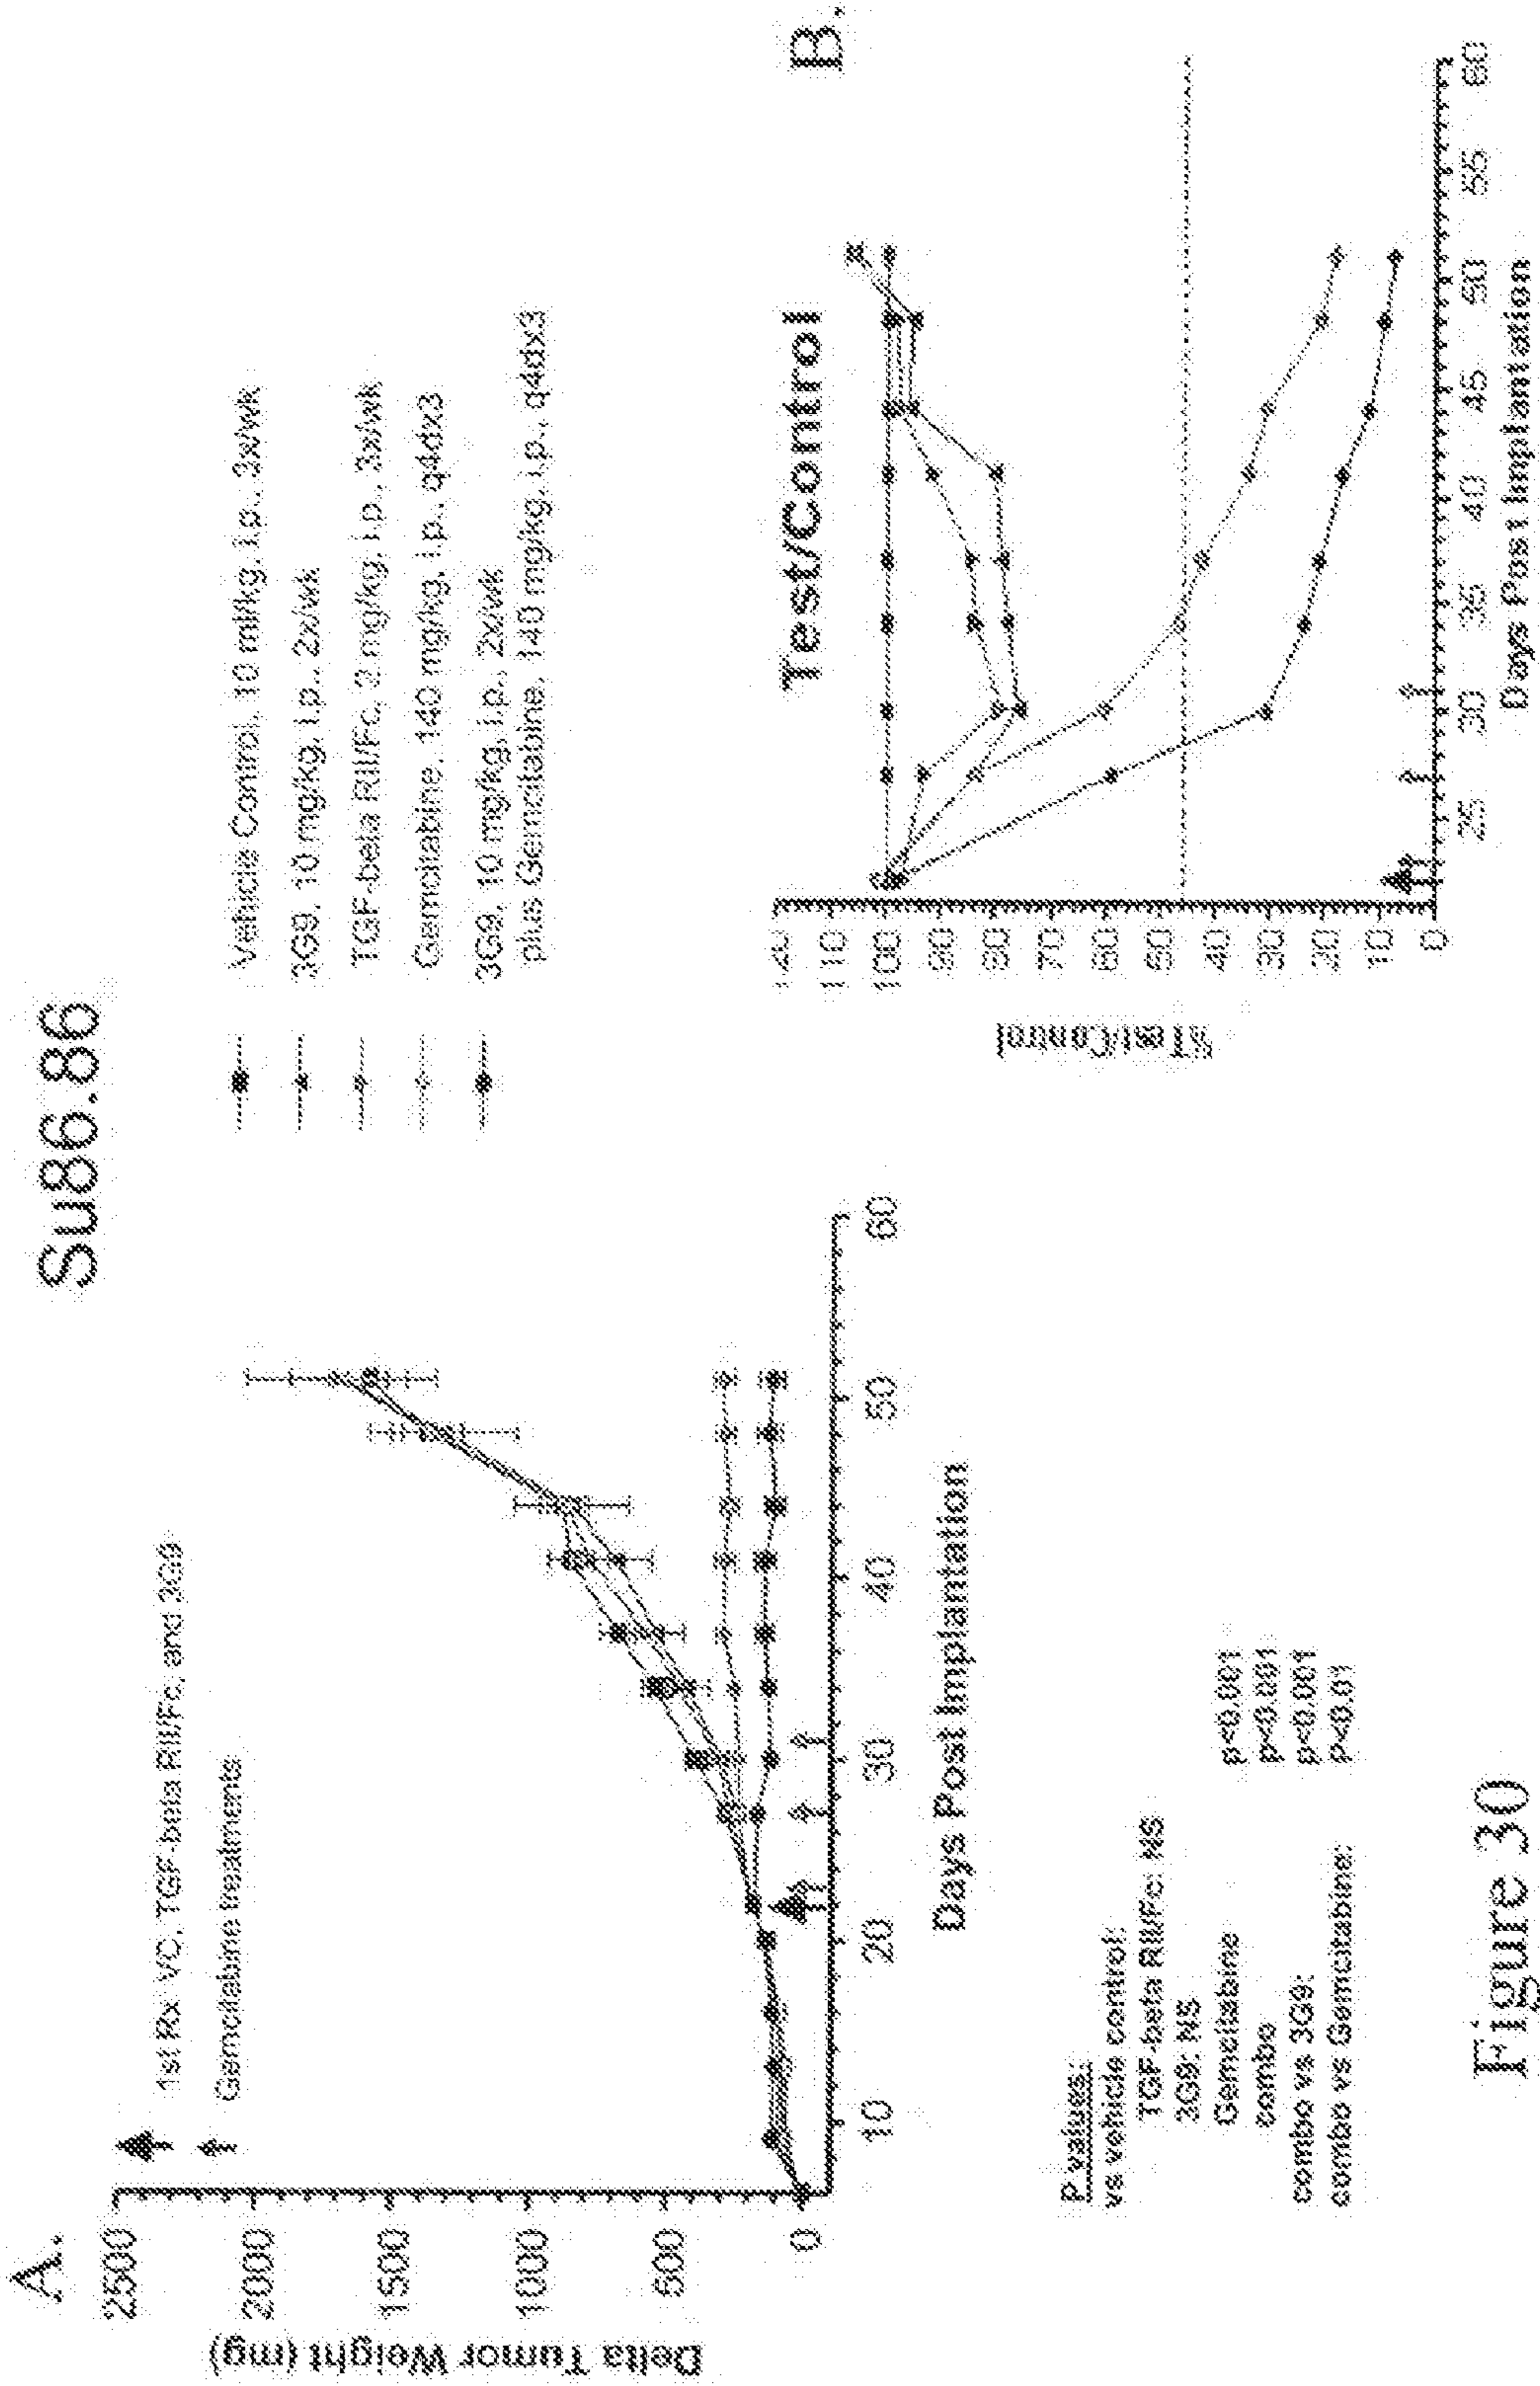 Su86.86
A.
2500
2000
1500
1000
500
0
Delta Tumor Weight (mg)
1st Rx: VC, TGF-beta RII/Fc, and 3G9
Gemcitabine treatments
10
20
30
40
50
60
Days Post Implantation
Vehicle Control, 10 ml/kg, i.p., 3x/wk
3G9, 10 mg/kg, i.p., 2x/wk
TGF-beta RII/Fc, 2 mg/kg, i.p., 3x/wk
Gemcitabine, 140 mg/kg, i.p., q4dx3
3G9, 10 mg/kg, i.p., 2x/wk
plus Gemcitabine, 140 mg/kg, i.p., q4dx3
B.
Test/Control
110
100
90
80
70
60
50
40
30
20
10
0
%Test/Control
25
30
35
40
45
50
55
60
Days Post Implantation
P values:
vs vehicle control:
TGF-beta RII/Fc: NS
3G9: NS
Gemcitabine p<0.001
combo p<0.001
combo vs 3G9: p<0.001
combo vs Gemcitabine: P<0.01
Figure 30